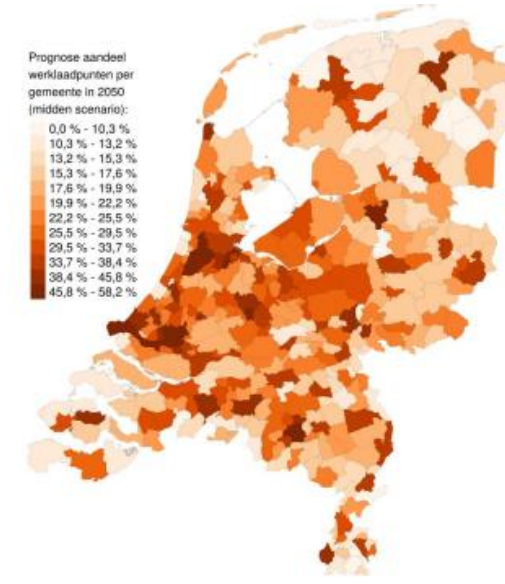 Prognose aandeel
werklaadpunten per
gemeente in 2050
(midden scenario):
0,0 % - 10,3 %
10,3 % - 13,2 %
13,2 % - 15,3 %
15,3 % - 17,6 %
17,6 % - 19,9 %
19,9 % - 22,2 %
22,2 % - 25,5 %
25,5 % - 29,5 %
29,5 % - 33,7 %
33,7 % - 38,4 %
38,4 % - 45,8 %
45,8 % - 58,2 %